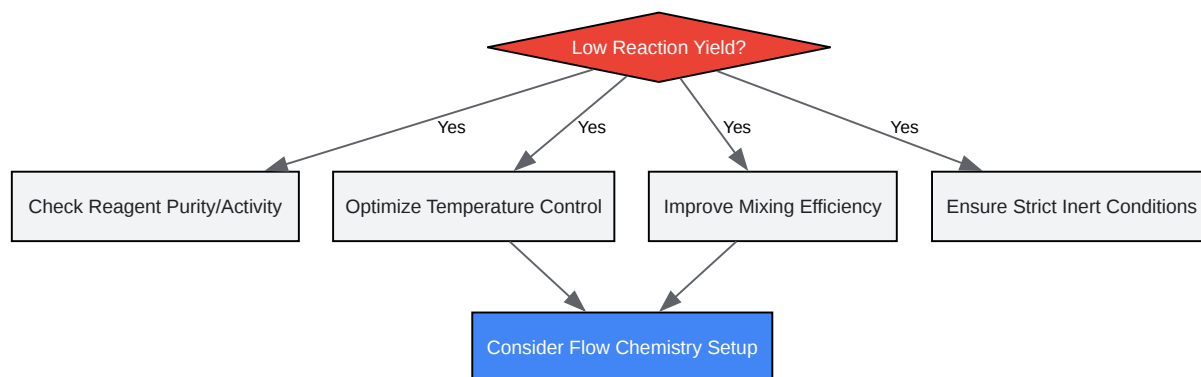 Low Reaction Yield?
Yes
Yes
Yes
Yes
Check Reagent Purity/Activity
Optimize Temperature Control
Improve Mixing Efficiency
Ensure Strict Inert Conditions
Consider Flow Chemistry Setup